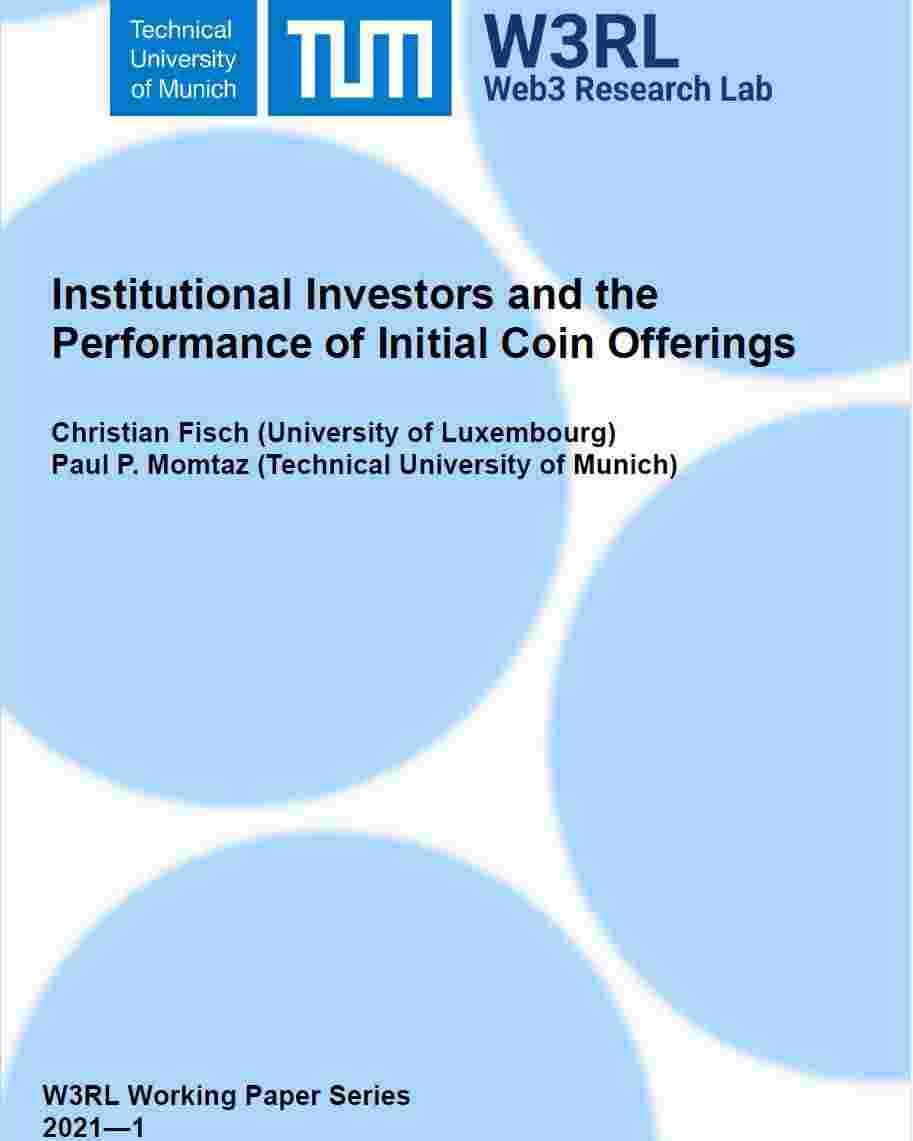 Technical
University
of Munich
TUM
W3RL
Web3 Research Lab
Institutional Investors and the
Performance of Initial Coin Offerings
Christian Fisch (University of Luxembourg)
Paul P. Momtaz (Technical University of Munich)
W3RL Working Paper Series
2021—1